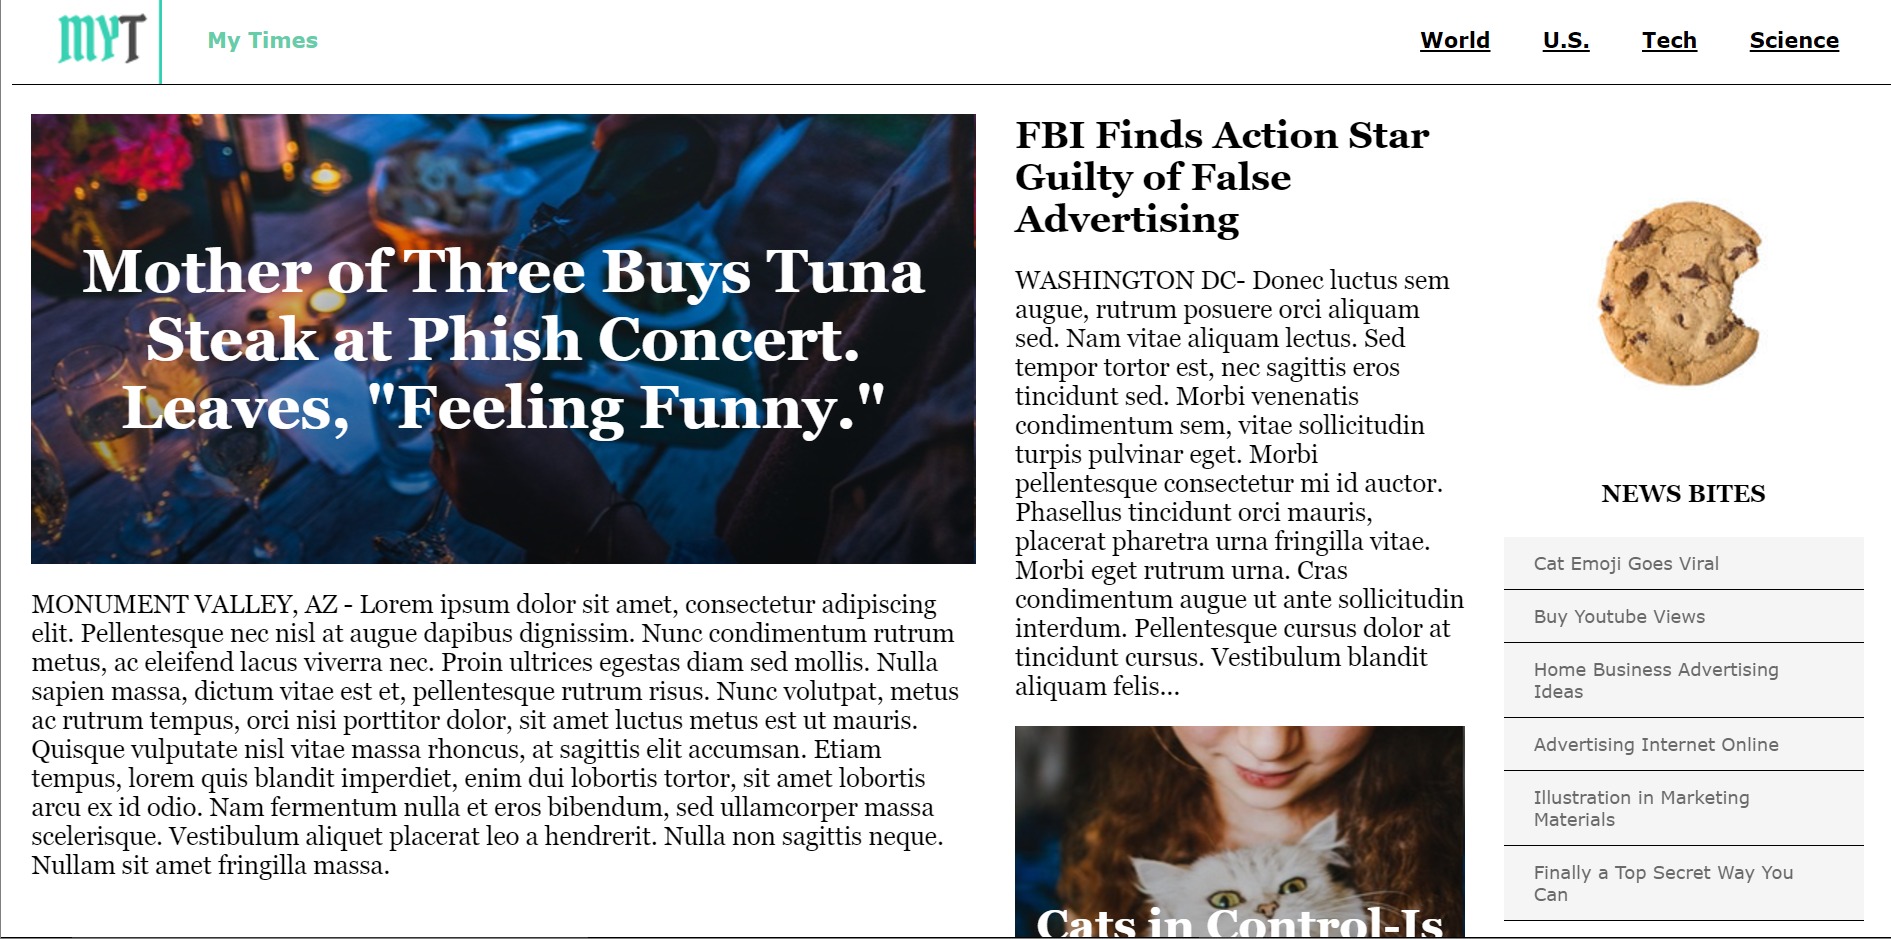 MYT
My Times
World
U.S.
Tech
Science
Mother of Three Buys Tuna
Steak at Phish Concert.
Leaves, "Feeling Funny."
MONUMENT VALLEY, AZ - Lorem ipsum dolor sit amet, consectetur adipiscing
elit. Pellentesque nec nisl at augue dapibus dignissim. Nunc condimentum rutrum
metus, ac eleifend lacus viverra nec. Proin ultrices egestas diam sed mollis. Nulla
sapien massa, dictum vitae est et, pellentesque rutrum risus. Nunc volutpat, metus
ac rutrum tempus, orci nisi porttitor dolor, sit amet luctus metus est ut mauris.
Quisque vulputate nisl vitae massa rhoncus, at sagittis elit accumsan. Etiam
tempus, lorem quis blandit imperdiet, enim dui lobortis tortor, sit amet lobortis
arcu ex id odio. Nam fermentum nulla et eros bibendum, sed ullamcorper massa
scelerisque. Vestibulum aliquet placerat leo a hendrerit. Nulla non sagittis neque.
Nullam sit amet fringilla massa.
FBI Finds Action Star
Guilty of False
Advertising
WASHINGTON DC- Donec luctus sem
augue, rutrum posuere orci aliquam
sed. Nam vitae aliquam lectus. Sed
tempor tortor est, nec sagittis eros
tincidunt sed. Morbi venenatis
condimentum sem, vitae sollicitudin
turpis pulvinar eget. Morbi
pellentesque consectetur mi id auctor.
Phasellus tincidunt orci mauris,
placerat pharetra urna fringilla vitae.
Morbi eget rutrum urna. Cras
condimentum augue ut ante sollicitudin
interdum. Pellentesque cursus dolor at
tincidunt cursus. Vestibulum blandit
aliquam felis...
Cats in Control-Is
NEWS BITES
Cat Emoji Goes Viral
Buy Youtube Views
Home Business Advertising
Ideas
Advertising Internet Online
Illustration in Marketing
Materials
Finally a Top Secret Way You
Can